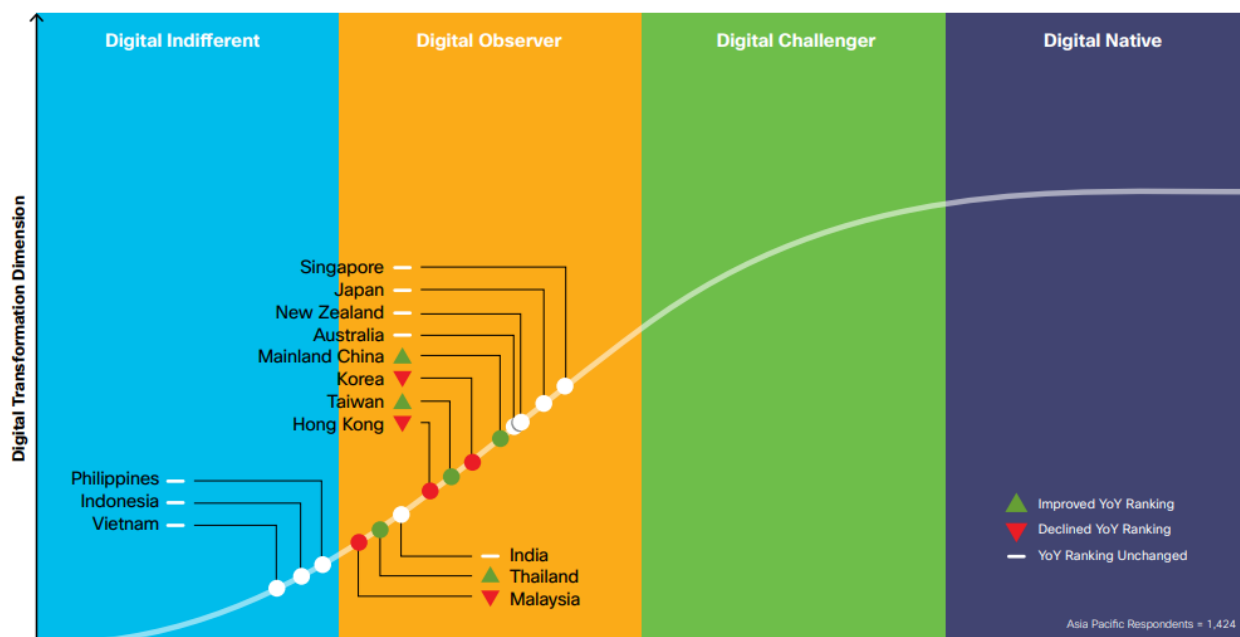 Digital Indifferent
Digital Observer
Digital Challenger
Digital Native
Digital Transformation Dimension
Singapore
Japan
New Zealand
Australia
Mainland China
Korea
Taiwan
Hong Kong
Philippines
Indonesia
Vietnam
India
Thailand
Malaysia
Improved YoY Ranking
Declined YoY Ranking
YoY Ranking Unchanged
Asia Pacific Respondents = 1,424